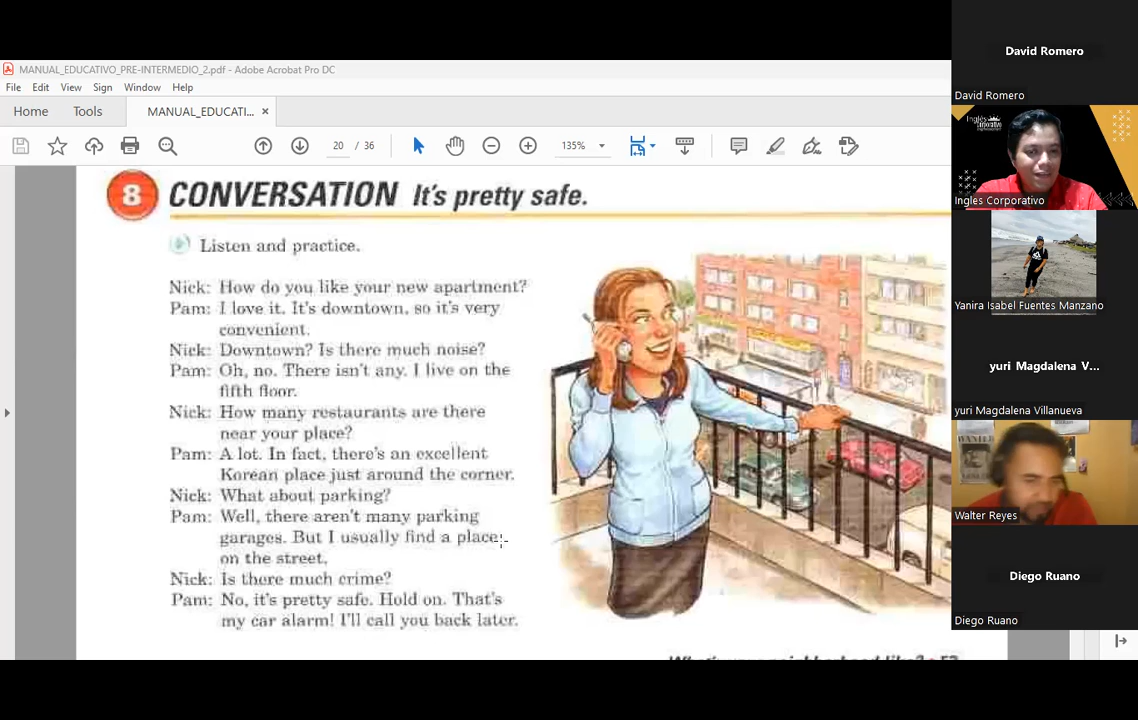 David Romero
David Romero
MANUAL_EDUCATIVO_PRE-INTERMEDIO_2.pdf - Adobe Acrobat Pro DC
File Edit View Sign Window Help
Home Tools MANUAL_EDUCATI... ×
20 / 36 135%
8 CONVERSATION It's pretty safe.
Listen and practice.
Nick: How do you like your new apartment?
Pam: I love it. It's downtown, so it's very
convenient.
Nick: Downtown? Is there much noise?
Pam: Oh, no. There isn't any. I live on the
fifth floor.
Nick: How many restaurants are there
near your place?
Pam: A lot. In fact, there's an excellent
Korean place just around the corner.
Nick: What about parking?
Pam: Well, there aren't many parking
garages. But I usually find a place
on the street.
Nick: Is there much crime?
Pam: No, it's pretty safe. Hold on. That's
my car alarm! I'll call you back later.
Inglés
Ingles Corporativo
Yanira Isabel Fuentes Manzano
yuri Magdalena V...
yuri Magdalena Villanueva
WANTED
Walter Reyes
Diego Ruano
Diego Ruano